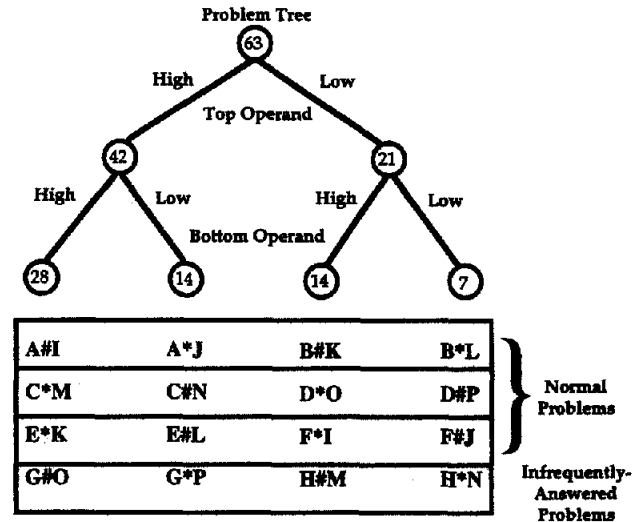 Problem Tree
63
High Low
Top Operand
42 21
High Low High Low
Bottom Operand
28 14 14 7
A#I A*J B#K B*L
C*M C#N D*O D#P
E*K E#L F*I F#J
G#O G*P H#M H*N
Normal
Problems
Infrequently-
Answered
Problems